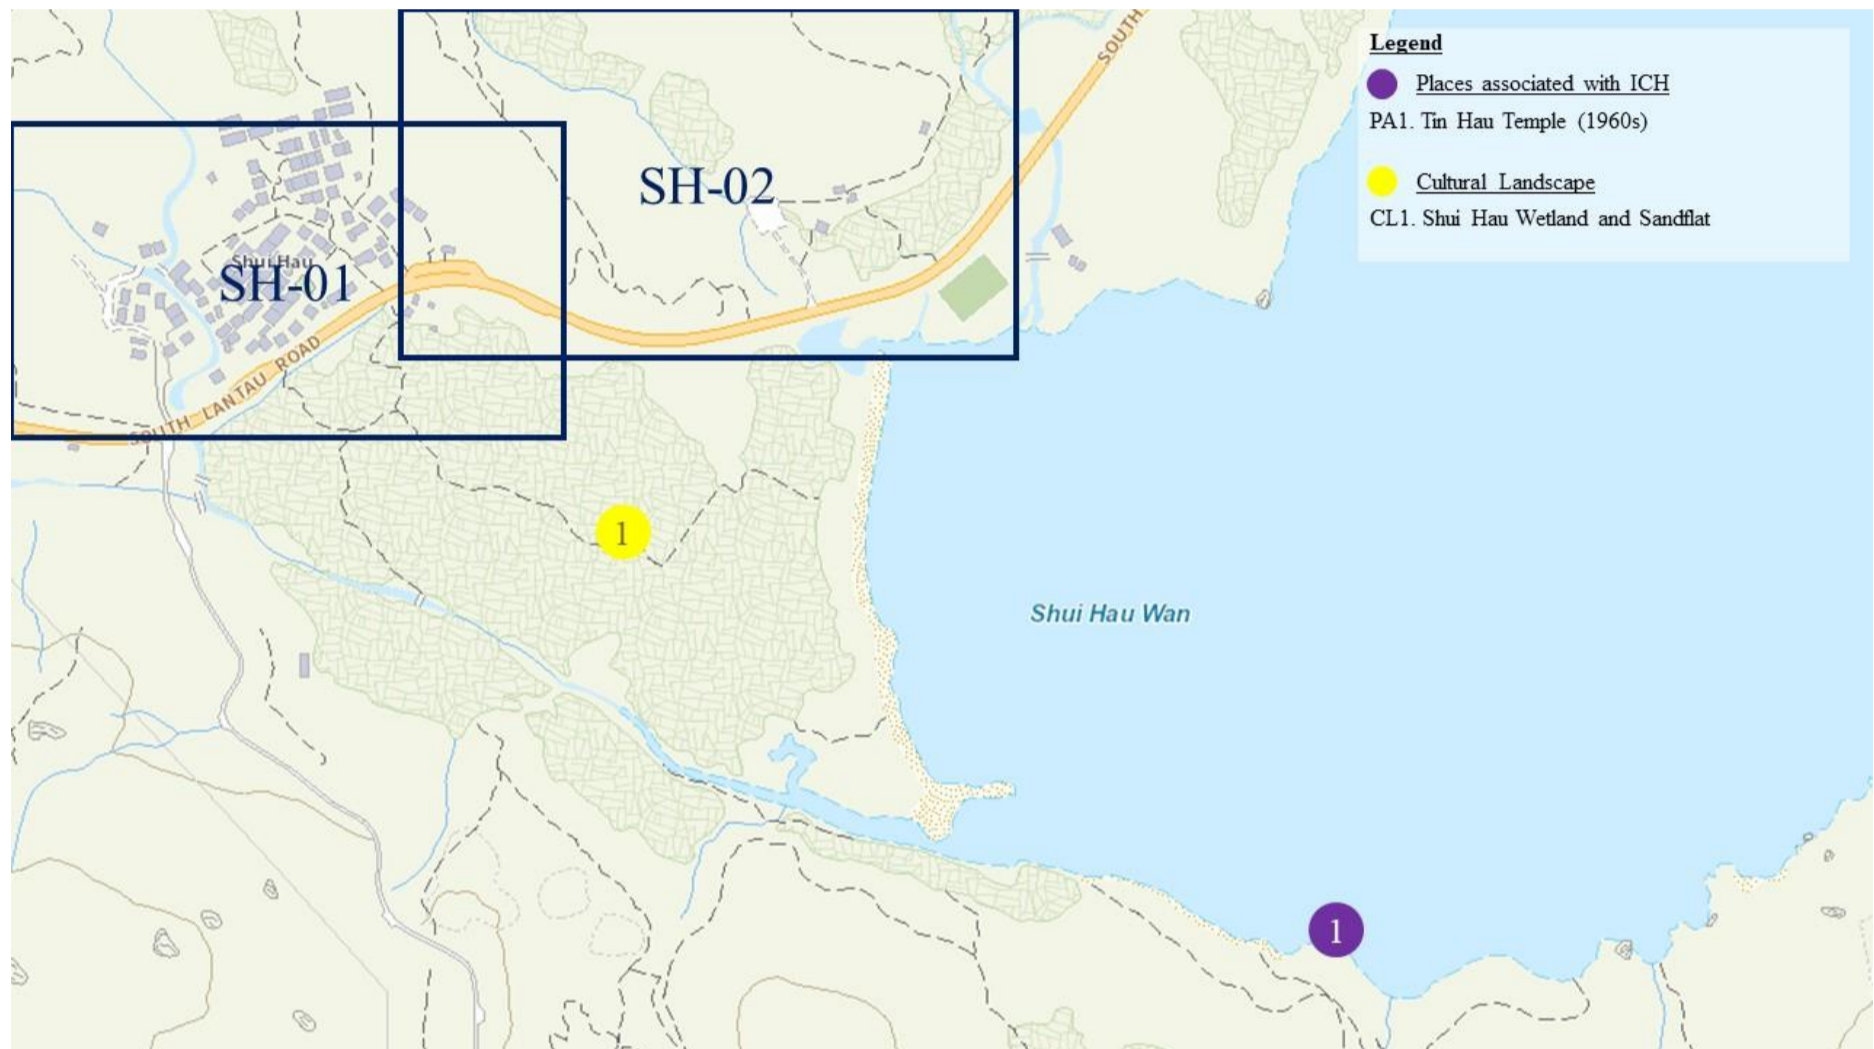 SOUTH
Legend
Places associated with ICH
PA1. Tin Hau Temple (1960s)
Cultural Landscape
CL1. Shui Hau Wetland and Sandflat
SH-02
Shui Hau
SH-01
SOUTH LANTAU ROAD
1
Shui Hau Wan
1